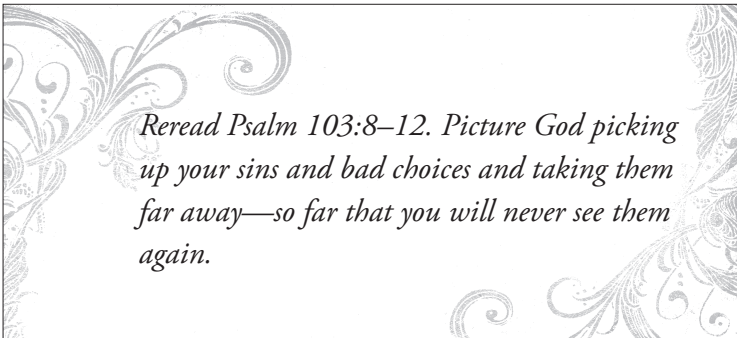 Reread Psalm 103:8–12. Picture God picking
up your sins and bad choices and taking them
far away—so far that you will never see them
again.